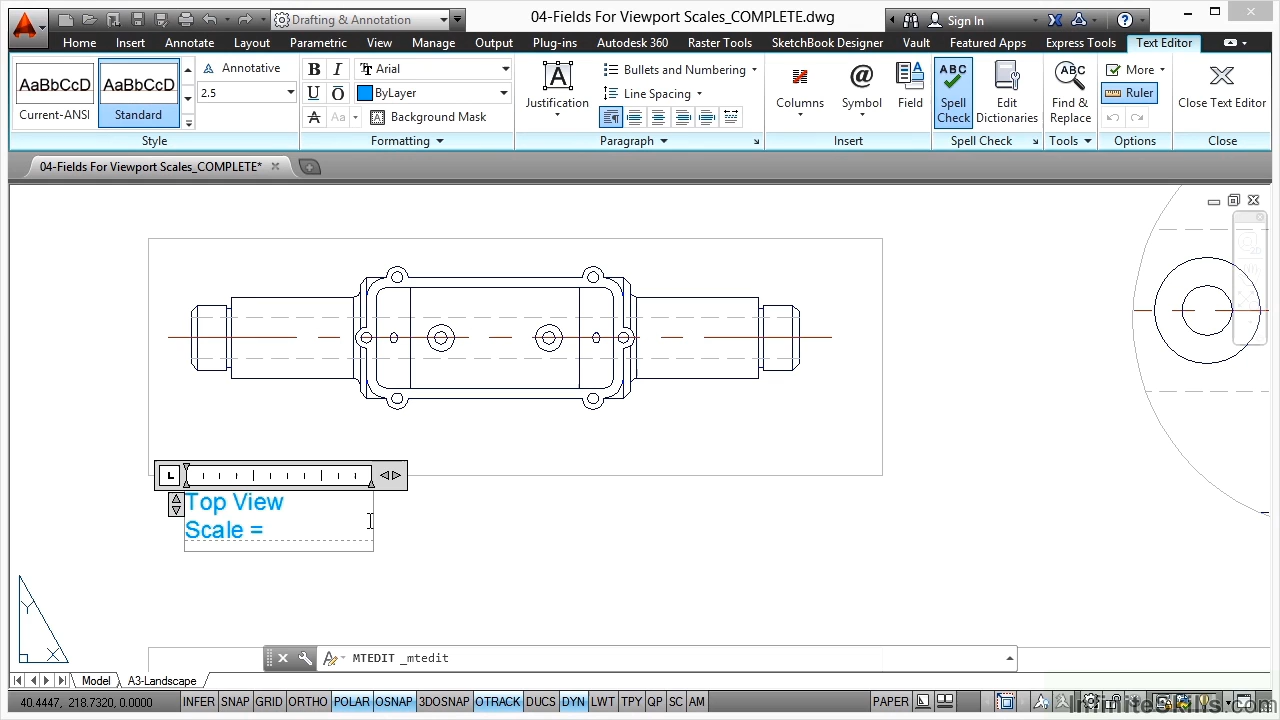 Drafting & Annotation
04-Fields For Viewport Scales_COMPLETE.dwg
Sign In
Home Insert Annotate Layout Parametric View Manage Output Plug-ins Autodesk 360 Raster Tools SketchBook Designer Vault Featured Apps Express Tools Text Editor
AaBbCcD AaBbCcD
Current-ANSI Standard
Annotative
2.5
Style
B I Arial
U O ByLayer
A Aa Background Mask
Formatting
A
Justification
Bullets and Numbering
Line Spacing
Paragraph
Columns
@
Symbol
A
Field
Insert
ABC
Spell Check
Edit Dictionaries
Spell Check
ABC
Find & Replace
Tools
More
Ruler
Options
Close Text Editor
Close
04-Fields For Viewport Scales_COMPLETE*
L
Top View
Scale =
Y
X
MTEDIT _mtedit
Model A3-Landscape
40.4447, 218.7320, 0.0000 INFER SNAP GRID ORTHO POLAR OSNAP 3DOSNAP OTRACK DUCS DYN LWT TPY QP SC AM PAPER
InfiniteSkills.com